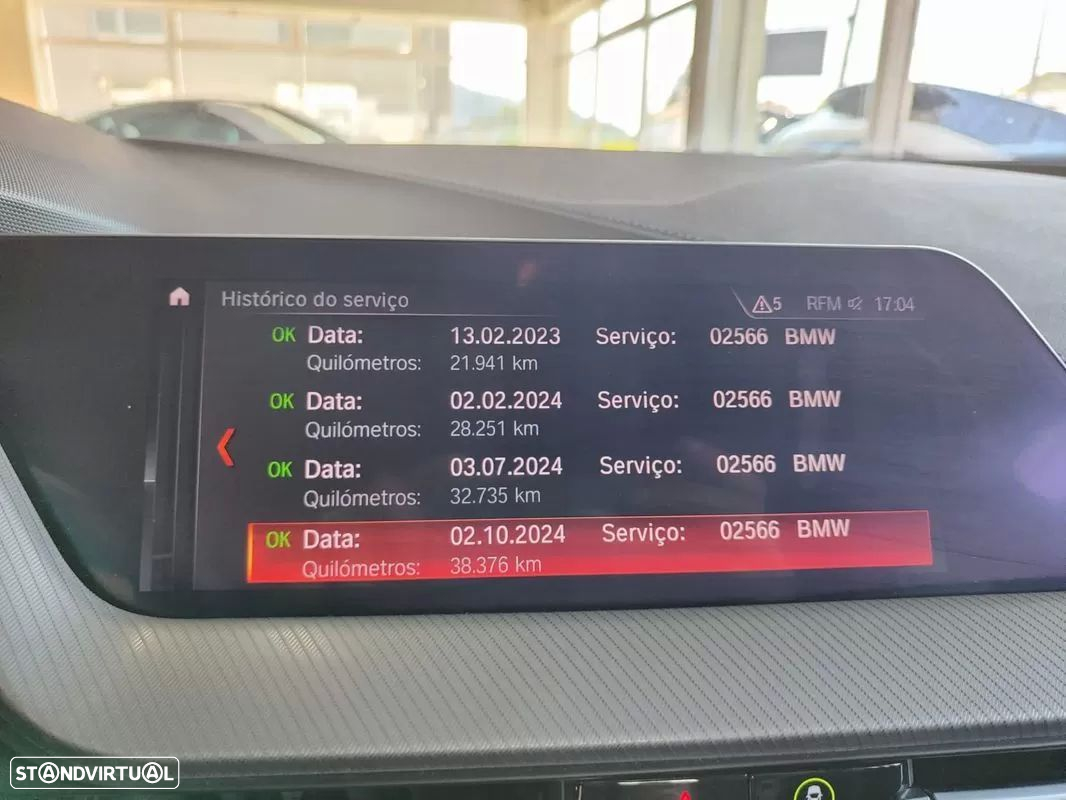 Histórico do serviço 5 RFM 17:04
OK Data: 13.02.2023 Serviço: 02566 BMW
Quilómetros: 21.941 km
OK Data: 02.02.2024 Serviço: 02566 BMW
Quilómetros: 28.251 km
OK Data: 03.07.2024 Serviço: 02566 BMW
Quilómetros: 32.735 km
OK Data: 02.10.2024 Serviço: 02566 BMW
Quilómetros: 38.376 km
STANDVIRTUAL